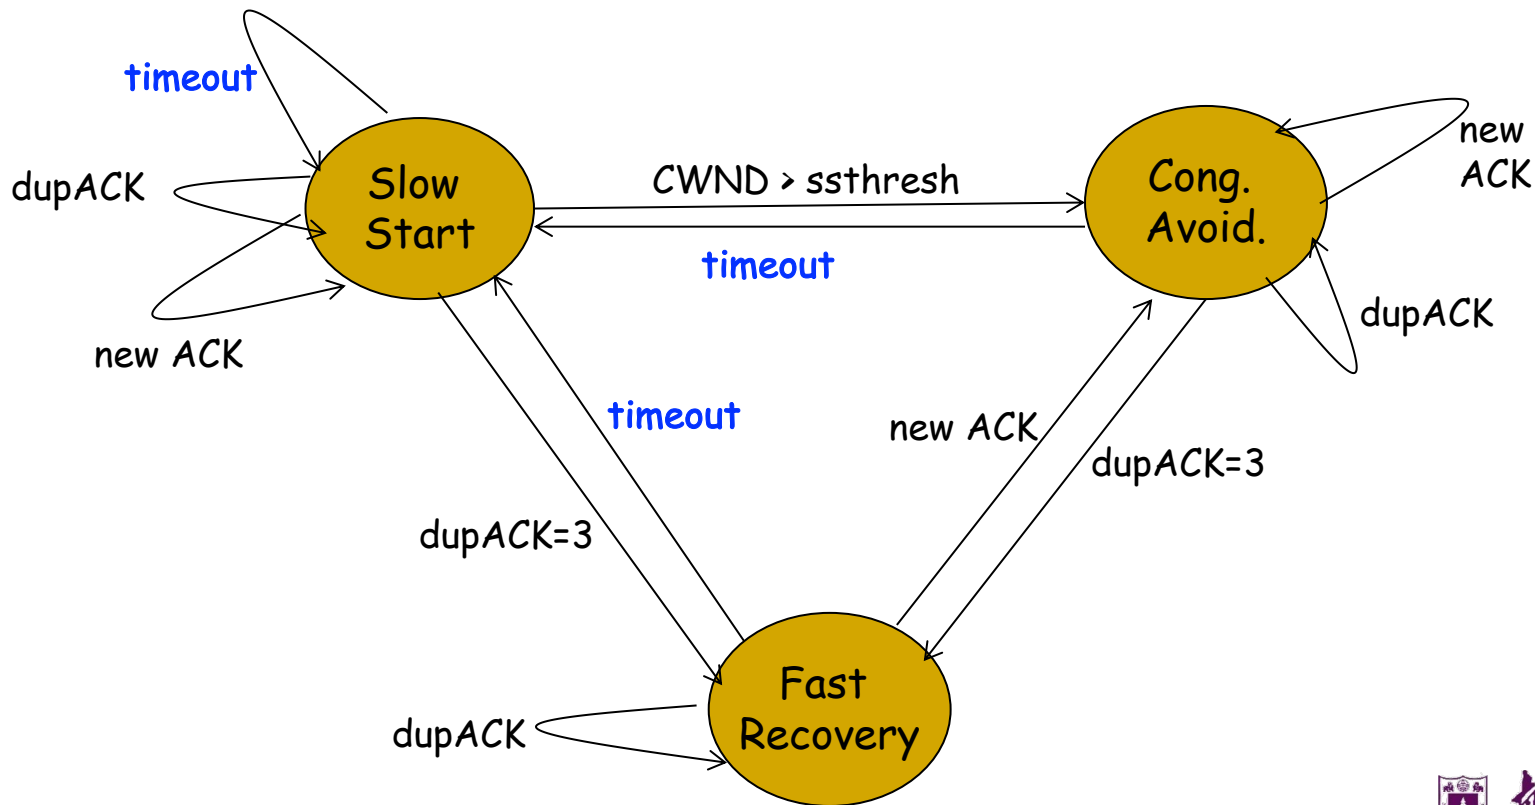 timeout
dupACK
Slow
Start
new ACK
CWND > ssthresh
timeout
Cong.
Avoid.
new
ACK
dupACK
timeout
new ACK
dupACK=3
dupACK=3
Fast
Recovery
dupACK